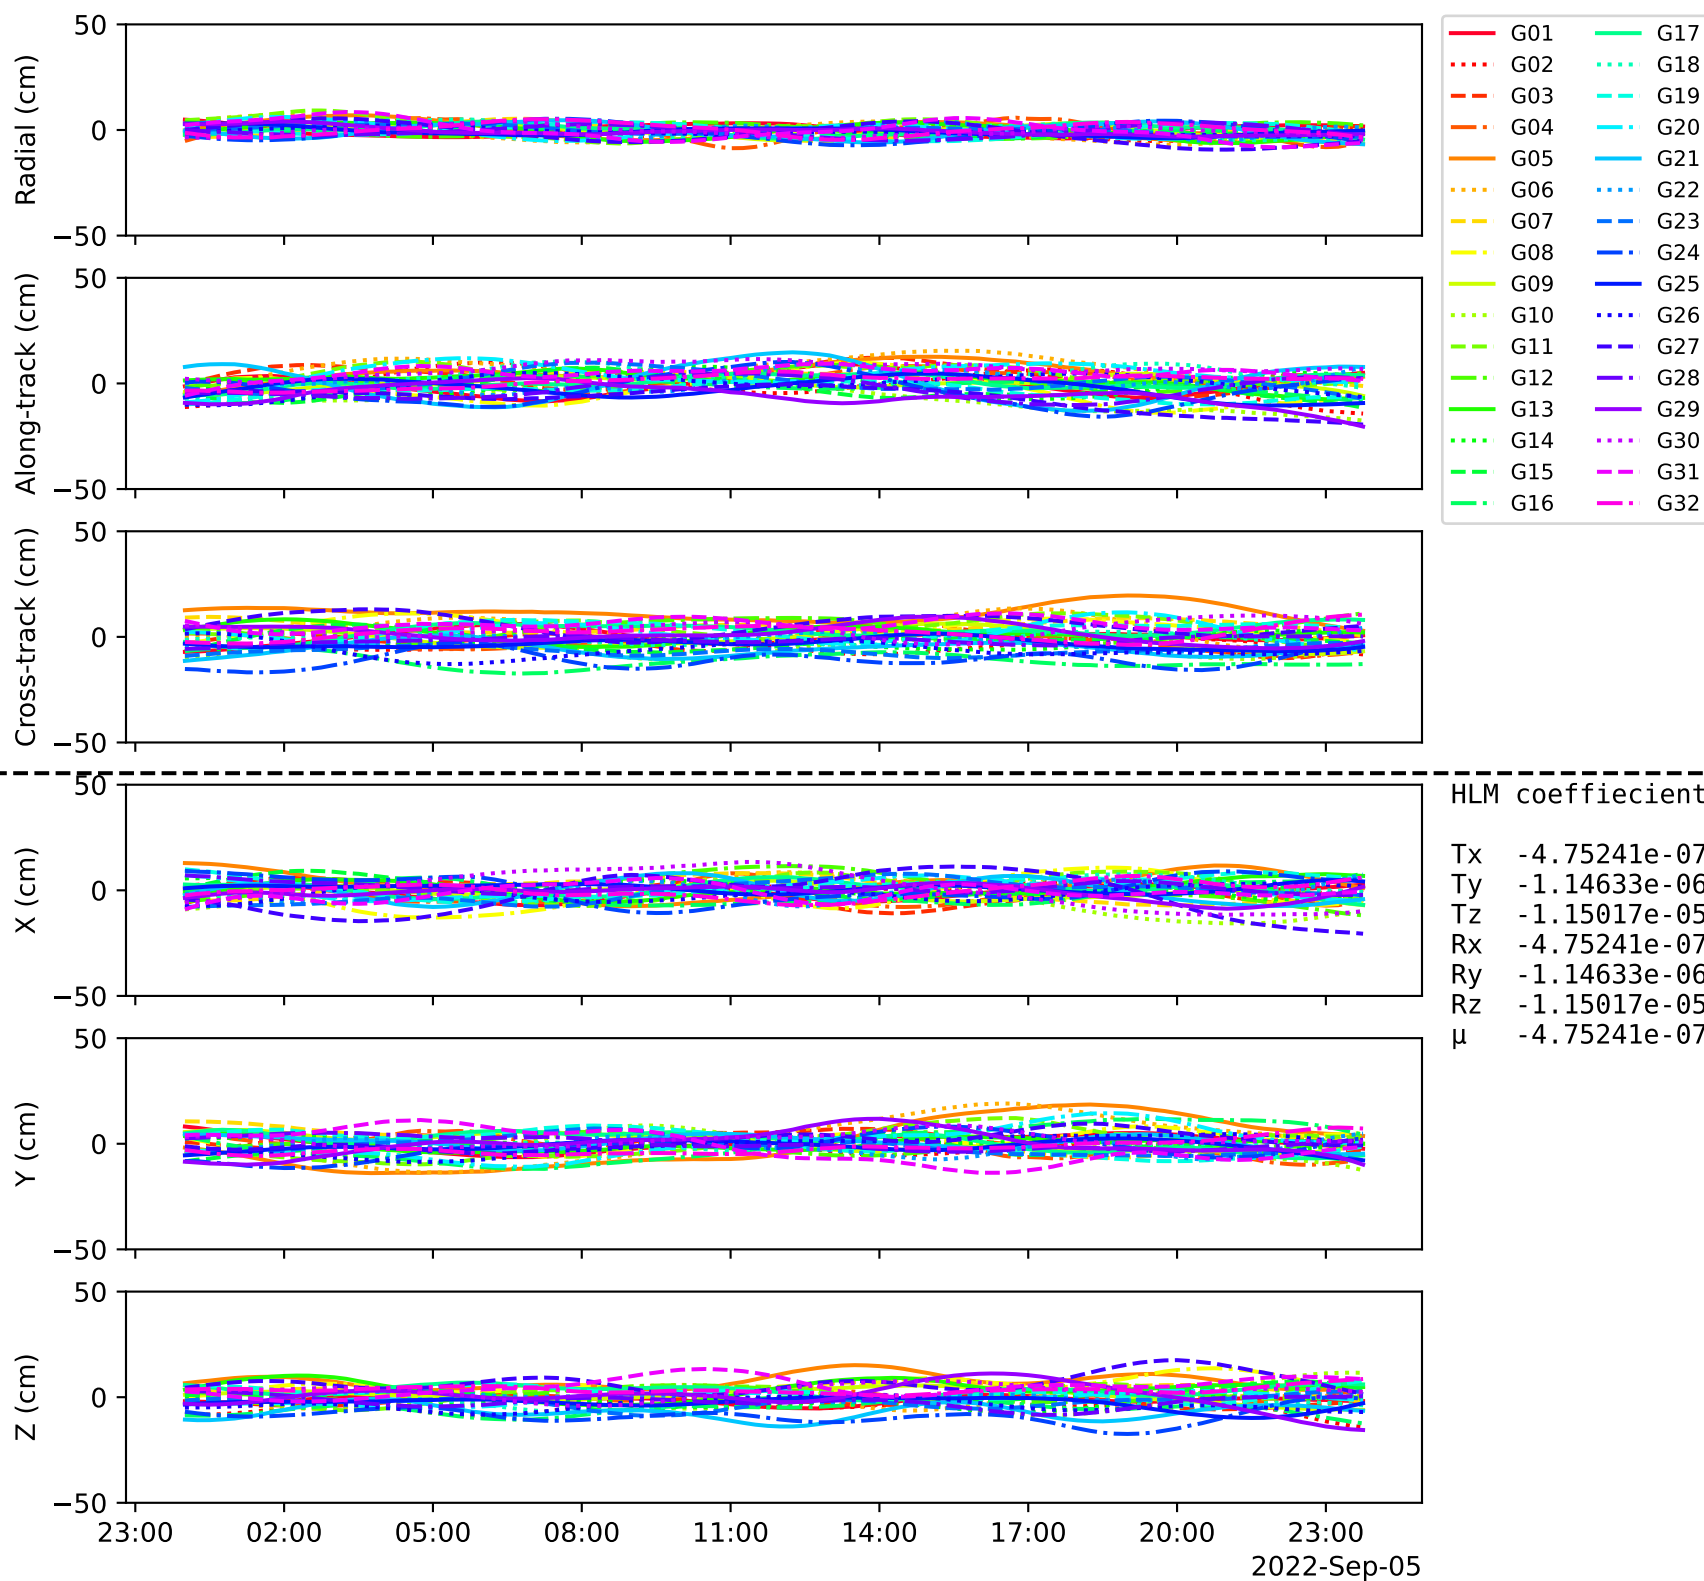 50
0
−50
Radial (cm)
50
0
−50
Along-track (cm)
50
0
−50
Cross-track (cm)
50
0
−50
X (cm)
50
0
−50
Y (cm)
50
0
−50
Z (cm)
23:00 02:00 05:00 08:00 11:00 14:00 17:00 20:00 23:00
2022-Sep-05
G01 G17
G02 G18
G03 G19
G04 G20
G05 G21
G06 G22
G07 G23
G08 G24
G09 G25
G10 G26
G11 G27
G12 G28
G13 G29
G14 G30
G15 G31
G16 G32
HLM coeffiecient
Tx -4.75241e-07
Ty -1.14633e-06
Tz -1.15017e-05
Rx -4.75241e-07
Ry -1.14633e-06
Rz -1.15017e-05
μ -4.75241e-07